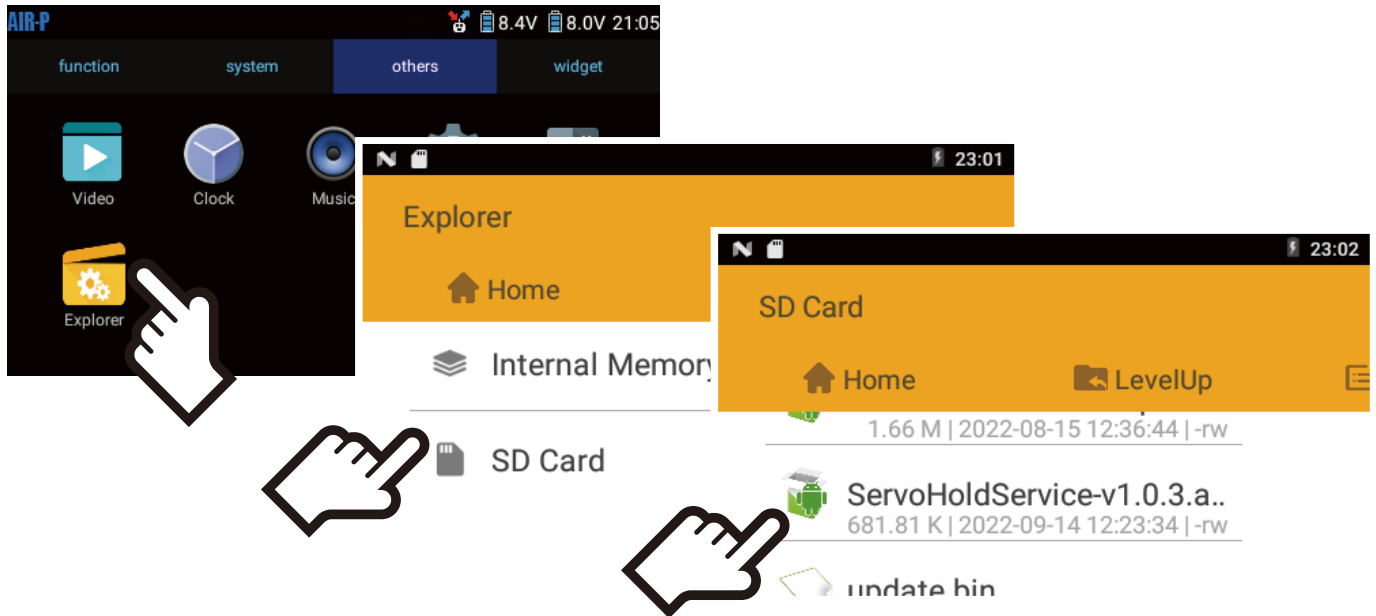 AIR-P 8.4V 8.0V 21:05
function system others widget
Video Clock Music
Explorer
N 23:01
Explorer
Home
Internal Memory
SD Card
N 23:02
SD Card
Home LevelUp
1.66 M | 2022-08-15 12:36:44 | -rw
ServoHoldService-v1.0.3.a..
681.81 K | 2022-09-14 12:23:34 | -rw
update.bin